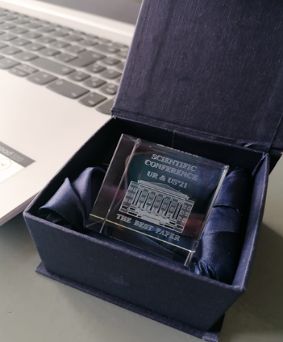 SCIENTIFIC
CONFERENCE
UR & US'21
THE BEST PAPER